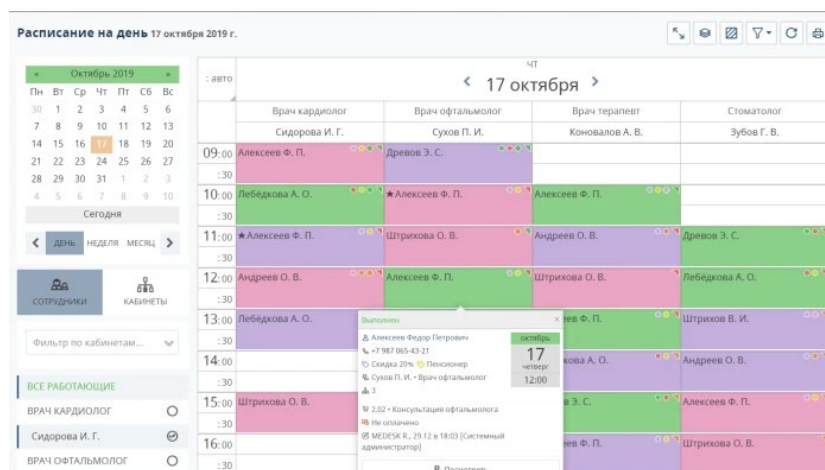 Расписание на день 17 октября 2019 г.
« Октябрь 2019 »
Пн Вт Ср Чт Пт Сб Вс
30 1 2 3 4 5 6
7 8 9 10 11 12 13
14 15 16 17 18 19 20
21 22 23 24 25 26 27
28 29 30 31 1 2 3
4 5 6 7 8 9 10
Сегодня
ДЕНЬ НЕДЕЛЯ МЕСЯЦ
СОТРУДНИКИ КАБИНЕТЫ
Фильтр по кабинетам...
ВСЕ РАБОТАЮЩИЕ
ВРАЧ КАРДИОЛОГ
Сидорова И. Г.
ВРАЧ ОФТАЛЬМОЛОГ
: авто
ЧТ
17 октября
Врач кардиолог Врач офтальмолог Врач терапевт Стоматолог
Сидорова И. Г. Сухов П. И. Коновалов А. В. Зубов Г. В.
09:00 Алексеев Ф. П. Древов Э. С.
:30
10:00 Лебёдкова А. О. ★Алексеев Ф. П. Алексеев Ф. П.
:30
11:00 ★Алексеев Ф. П. Штрихова О. В. Андреев О. В. Древов Э. С.
:30
12:00 Андреев О. В. Алексеев Ф. П. Штрихова О. В. Лебёдкова А. О.
:30
13:00 Лебёдкова А. О. еев Ф. П. Штрихов В. И.
:30
14:00 кова А. О. Андреев О. В.
:30
15:00 Штрихова О. В. в Э. С. Алексеев Ф. П.
:30
16:00 еев Ф. П. Штрихова О. В.
:30
Выполнен ×
Алексеев Федор Петрович
+7 987 065-43-21
Скидка 20% Пенсионер
Сухов П. И. • Врач офтальмолог
3
октябрь
17
четверг
12:00
2.02 • Консультация офтальмолога
Не оплачено
MEDESK R., 29.12 в 18:03 [Системный
администратор]
Посмотреть